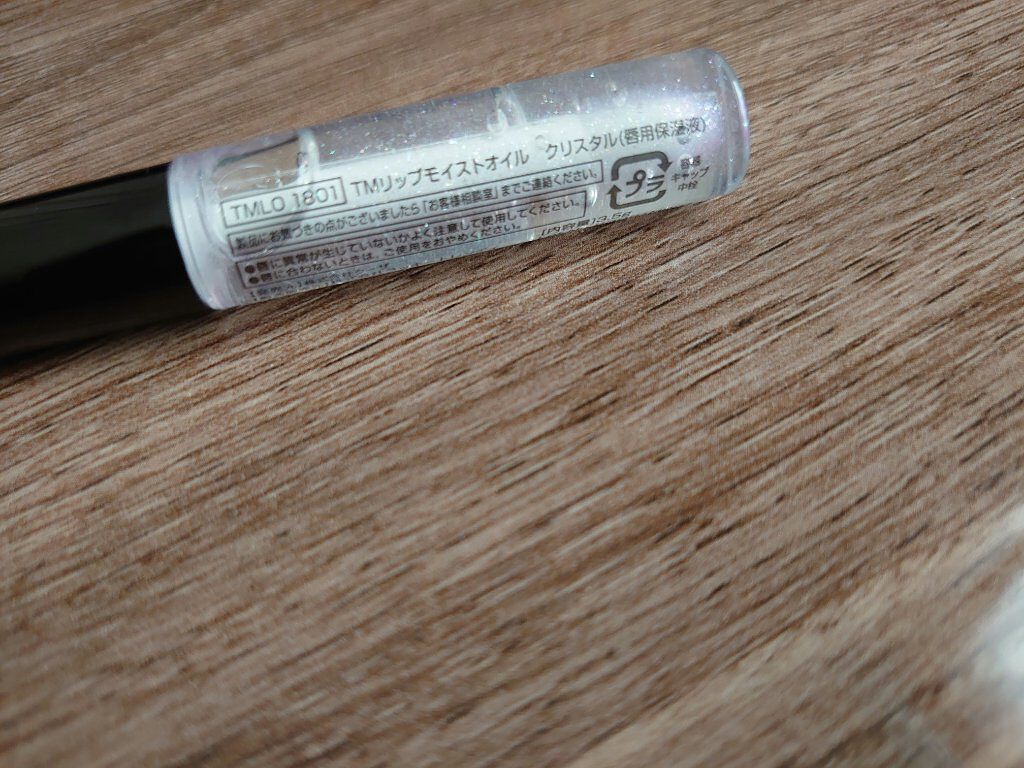 TMLO 1801 TMリップモイストオイル クリスタル(唇用保湿液)
製品にお気づきの点がございましたら「お客様相談室」までご連絡ください。
●唇に異常が生じていないかよく注意して使用してください。
●唇に合わないときは、ご使用をおやめください。
プラ
容器
キャップ
中栓
(内容量)3.5g